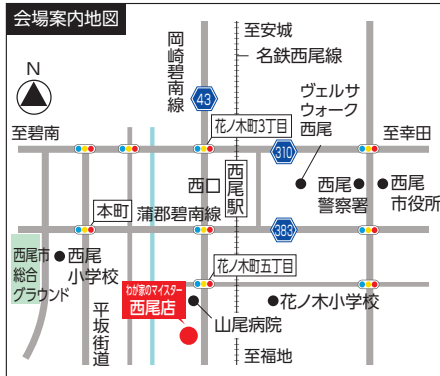 会場案内地図
至安城
岡崎碧南線
名鉄西尾線
N
43
ヴェルサ
ウォーク
西尾
至碧南
花ノ木町3丁目
至幸田
310
西尾駅
西
西尾
警察署
西尾
市役所
本町
蒲郡碧南線
383
西尾市
総合
グラウンド
西尾
小学校
花ノ木町五丁目
平坂街道
わが家のマイスター
西尾店
花ノ木小学校
山尾病院
至福地